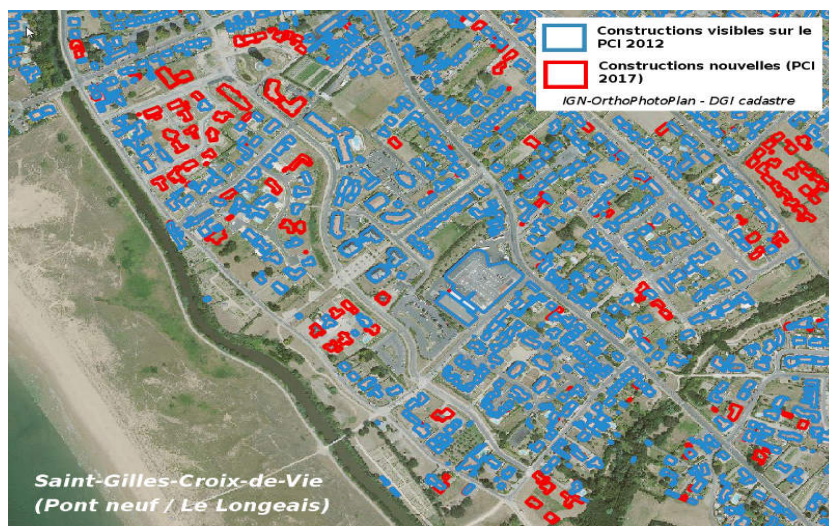 Constructions visibles sur le
PCI 2012
Constructions nouvelles (PCI
2017)
IGN-OrthoPhotoPlan - DGI cadastre
Saint-Gilles-Croix-de-Vie
(Pont neuf / Le Longeais)